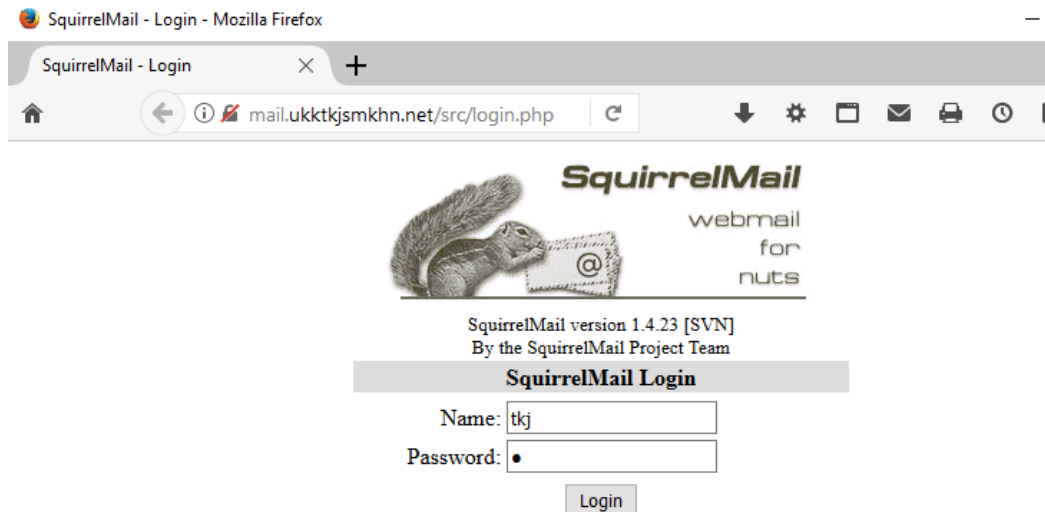 SquirrelMail - Login - Mozilla Firefox
SquirrelMail - Login
mail.ukktkjsmkhn.net/src/login.php
SquirrelMail
webmail
for
nuts
@
SquirrelMail version 1.4.23 [SVN]
By the SquirrelMail Project Team
SquirrelMail Login
Name: tkj
Password: •
Login